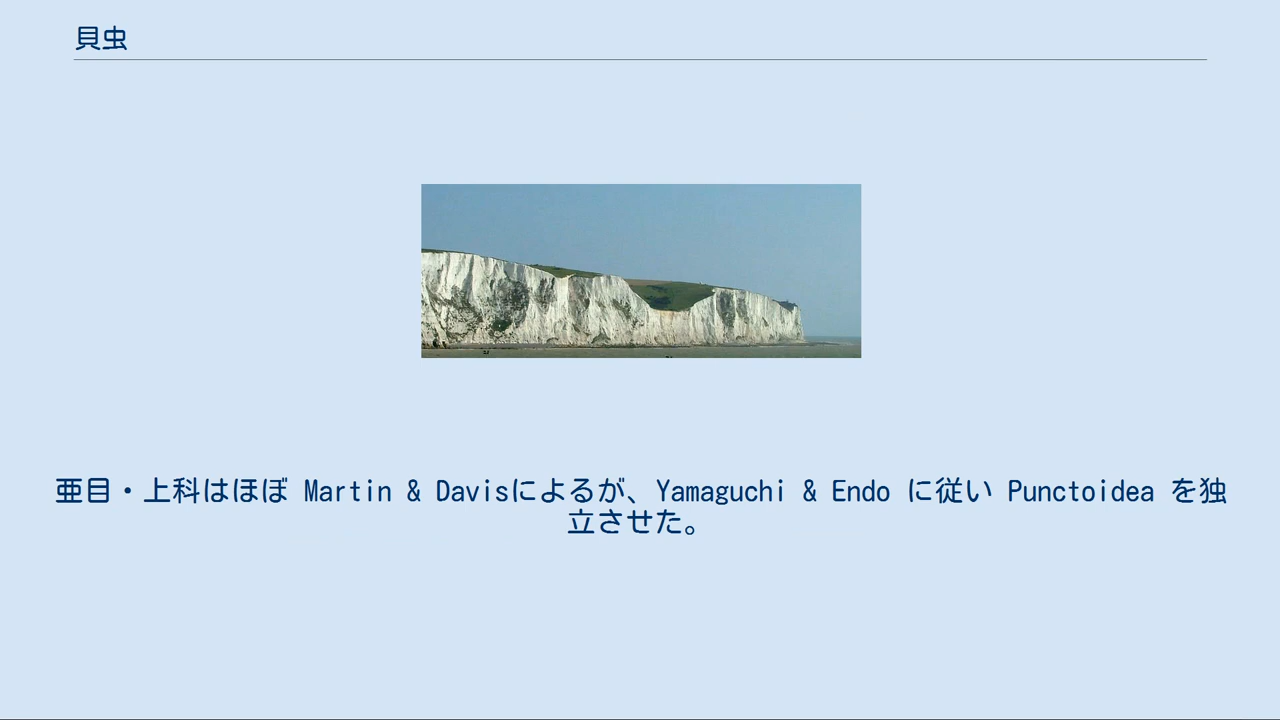 貝虫
亜目・上科はほぼ Martin & Davisによるが、Yamaguchi & Endo に従い Punctoidea を独
立させた。